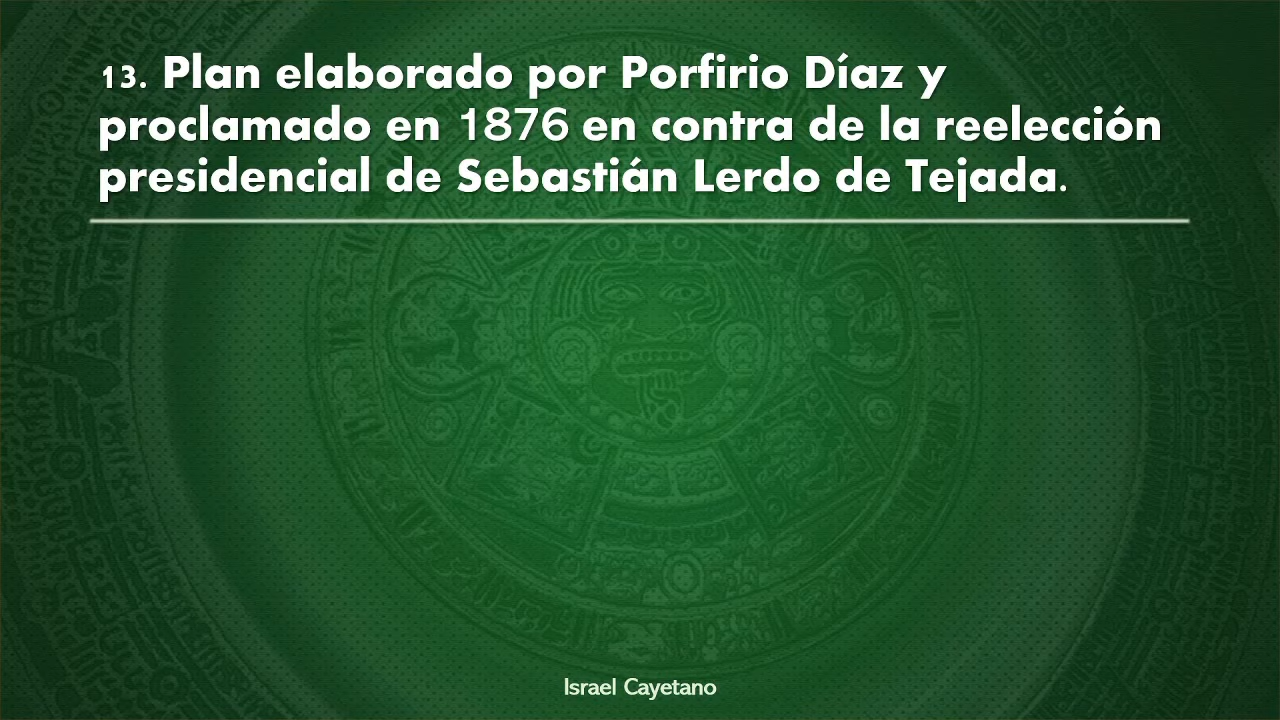 13. Plan elaborado por Porfirio Díaz y
proclamado en 1876 en contra de la reelección
presidencial de Sebastián Lerdo de Tejada.
Israel Cayetano